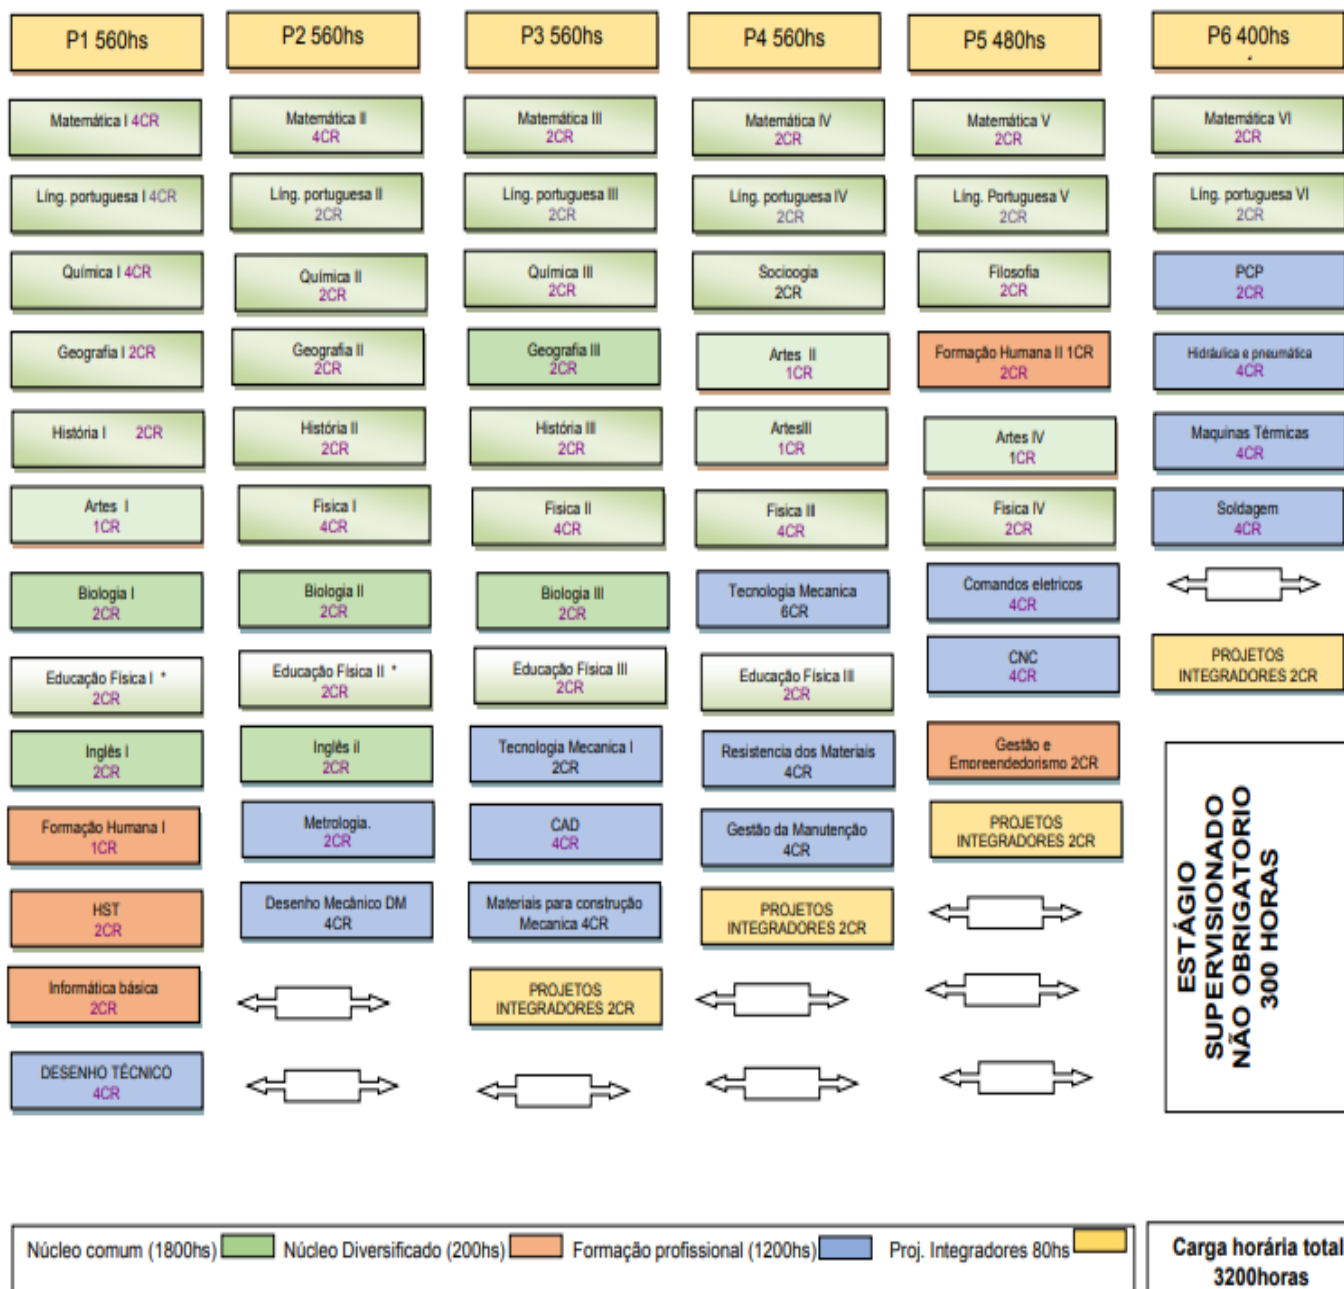 P1 560hs
P2 560hs
P3 560hs
P4 560hs
P5 480hs
P6 400hs
Matemática I 4CR
Matemática II
4CR
Matemática III
2CR
Matemática IV
2CR
Matemática V
2CR
Matemática VI
2CR
Líng. portuguesa I 4CR
Líng. portuguesa II
2CR
Líng. portuguesa III
2CR
Líng. portuguesa IV
2CR
Líng. Portuguesa V
2CR
Líng. portuguesa VI
2CR
Química I 4CR
Química II
2CR
Química III
2CR
Socioogia
2CR
Filosofia
2CR
PCP
2CR
Geografia I 2CR
Geografia II
2CR
Geografia III
2CR
Artes II
1CR
Formação Humana II 1CR
2CR
Hidráulica e pneumática
4CR
História I 2CR
História II
2CR
História III
2CR
ArtesIII
1CR
Artes IV
1CR
Maquinas Térmicas
4CR
Artes I
1CR
Fisica I
4CR
Fisica II
4CR
Fisica III
4CR
Fisica IV
2CR
Soldagem
4CR
Biologia I
2CR
Biologia II
2CR
Biologia III
2CR
Tecnologia Mecanica
6CR
Comandos eletricos
4CR
Educação Física I *
2CR
Educação Física II *
2CR
Educação Física III
2CR
Educação Física III
2CR
CNC
4CR
PROJETOS
INTEGRADORES 2CR
Inglês I
2CR
Inglês iI
2CR
Tecnologia Mecanica I
2CR
Resistencia dos Materiais
4CR
Gestão e
Empreendedorismo 2CR
Formação Humana I
1CR
Metrologia.
2CR
CAD
4CR
Gestão da Manutenção
4CR
PROJETOS
INTEGRADORES 2CR
HST
2CR
Desenho Mecânico DM
4CR
Materiais para construção
Mecanica 4CR
PROJETOS
INTEGRADORES 2CR
Informática básica
2CR
PROJETOS
INTEGRADORES 2CR
DESENHO TÉCNICO
4CR
ESTÁGIO
SUPERVISIONADO
NÃO OBRIGATORIO
300 HORAS
Núcleo comum (1800hs) Núcleo Diversificado (200hs) Formação profissional (1200hs) Proj. Integradores 80hs
Carga horária total
3200horas